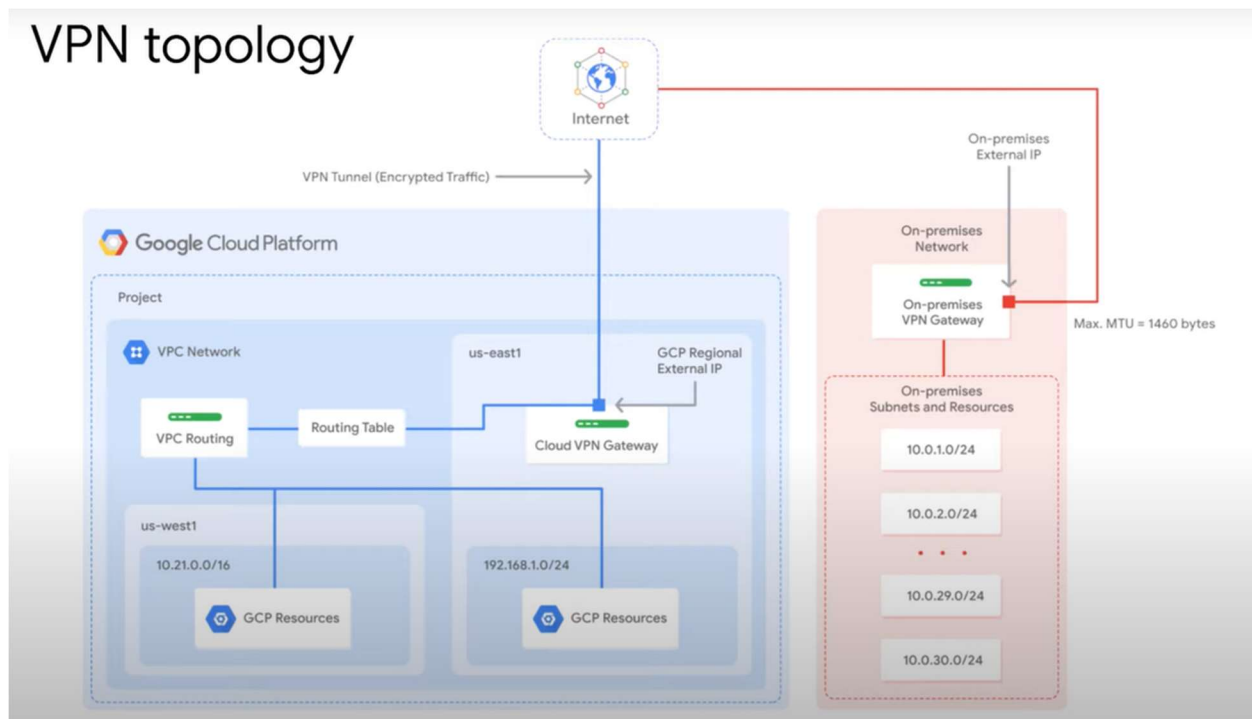 VPN topology
Internet
On-premises
External IP
VPN Tunnel (Encrypted Traffic)
Google Cloud Platform
On-premises
Network
Project
On-premises
VPN Gateway
Max. MTU = 1460 bytes
VPC Network
us-east1
GCP Regional
External IP
On-premises
Subnets and Resources
VPC Routing
Routing Table
Cloud VPN Gateway
10.0.1.0/24
10.0.2.0/24
. . .
us-west1
10.21.0.0/16
192.168.1.0/24
10.0.29.0/24
GCP Resources
GCP Resources
10.0.30.0/24